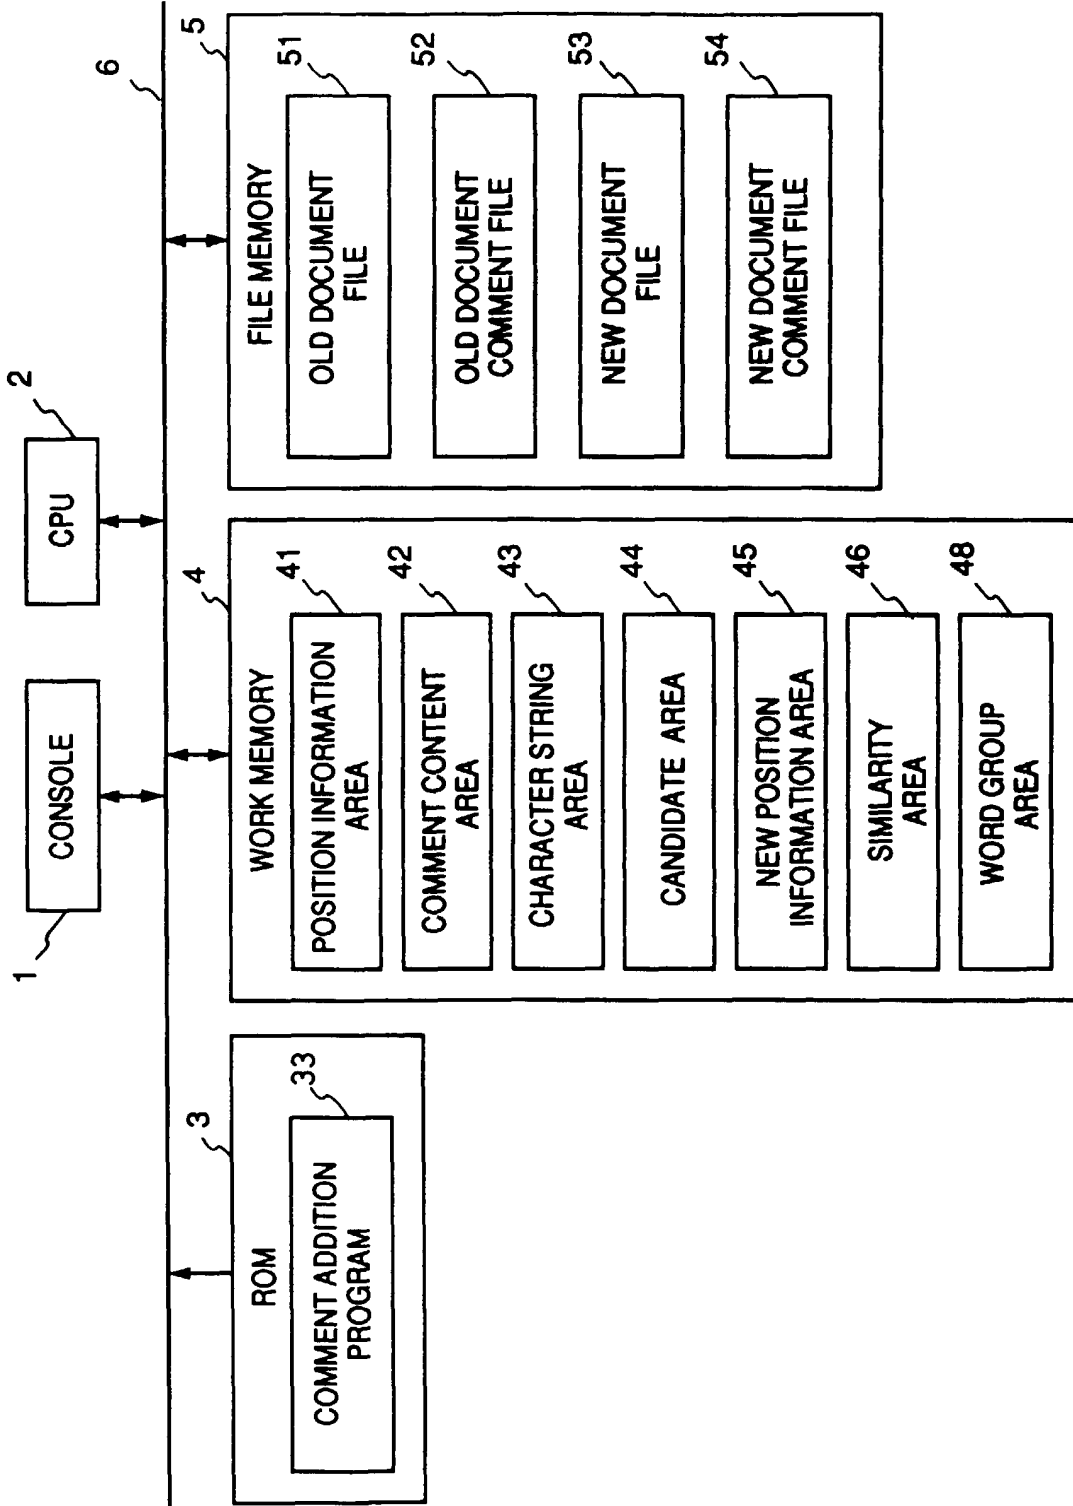 1
CONSOLE
CPU
2
6
3
ROM
33
COMMENT ADDITION
PROGRAM
4
WORK MEMORY
41
POSITION INFORMATION
AREA
42
COMMENT CONTENT
AREA
43
CHARACTER STRING
AREA
44
CANDIDATE AREA
45
NEW POSITION
INFORMATION AREA
46
SIMILARITY
AREA
48
WORD GROUP
AREA
5
FILE MEMORY
51
OLD DOCUMENT
FILE
52
OLD DOCUMENT
COMMENT FILE
53
NEW DOCUMENT
FILE
54
NEW DOCUMENT
COMMENT FILE